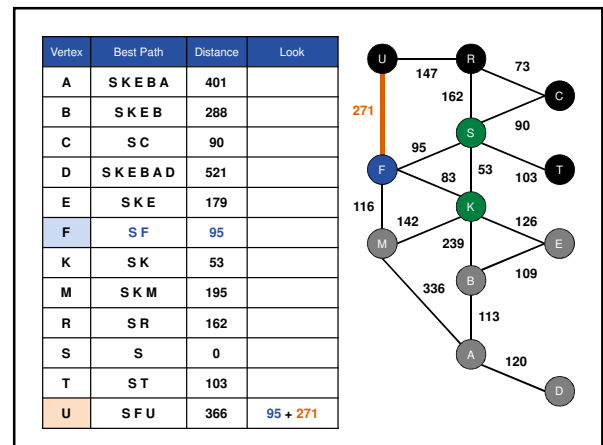 Vertex Best Path Distance Look
A S K E B A 401
B S K E B 288
C S C 90
D S K E B A D 521
E S K E 179
F S F 95
K S K 53
M S K M 195
R S R 162
S S 0
T S T 103
U S F U 366 95 + 271
U R
147 73
C
271 162
90
S
95
F 53 103 T
83
K
116
142 126
M E
239
109
B
336
113
A
120
D